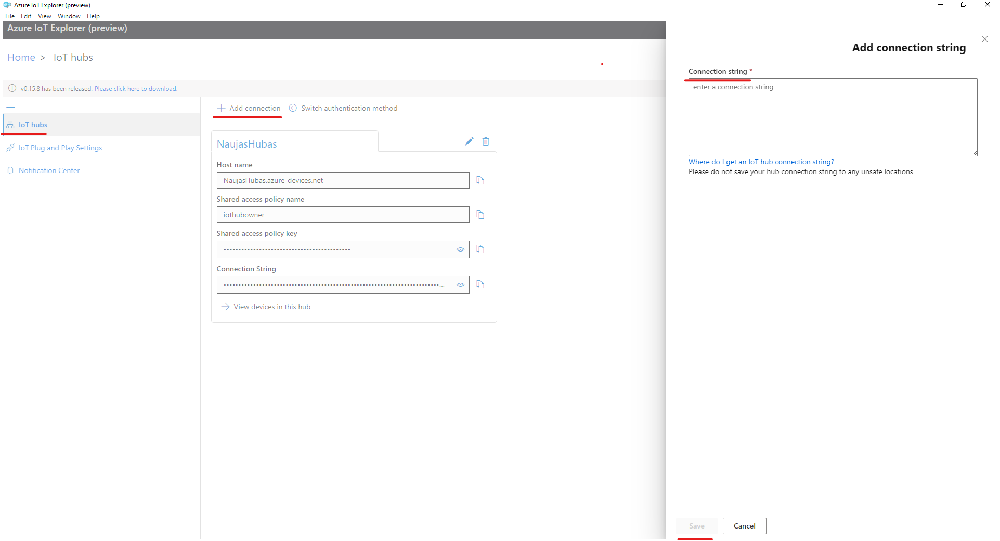 Azure IoT Explorer (preview)
File Edit View Window Help
Azure IoT Explorer (preview)
Home > IoT hubs
v0.15.8 has been released. Please click here to download.
IoT hubs
IoT Plug and Play Settings
Notification Center
Add connection
Switch authentication method
NaujasHubas
Host name
NaujasHubas.azure-devices.net
Shared access policy name
iothubowner
Shared access policy key
•••••••••••••••••••••••••••••••••••••••••••
Connection String
•••••••••••••••••••••••••••••••••••••••••••••••••••••••••••••••••••••••••...
View devices in this hub
Add connection string
Connection string *
enter a connection string
Where do I get an IoT hub connection string?
Please do not save your hub connection string to any unsafe locations
Save
Cancel